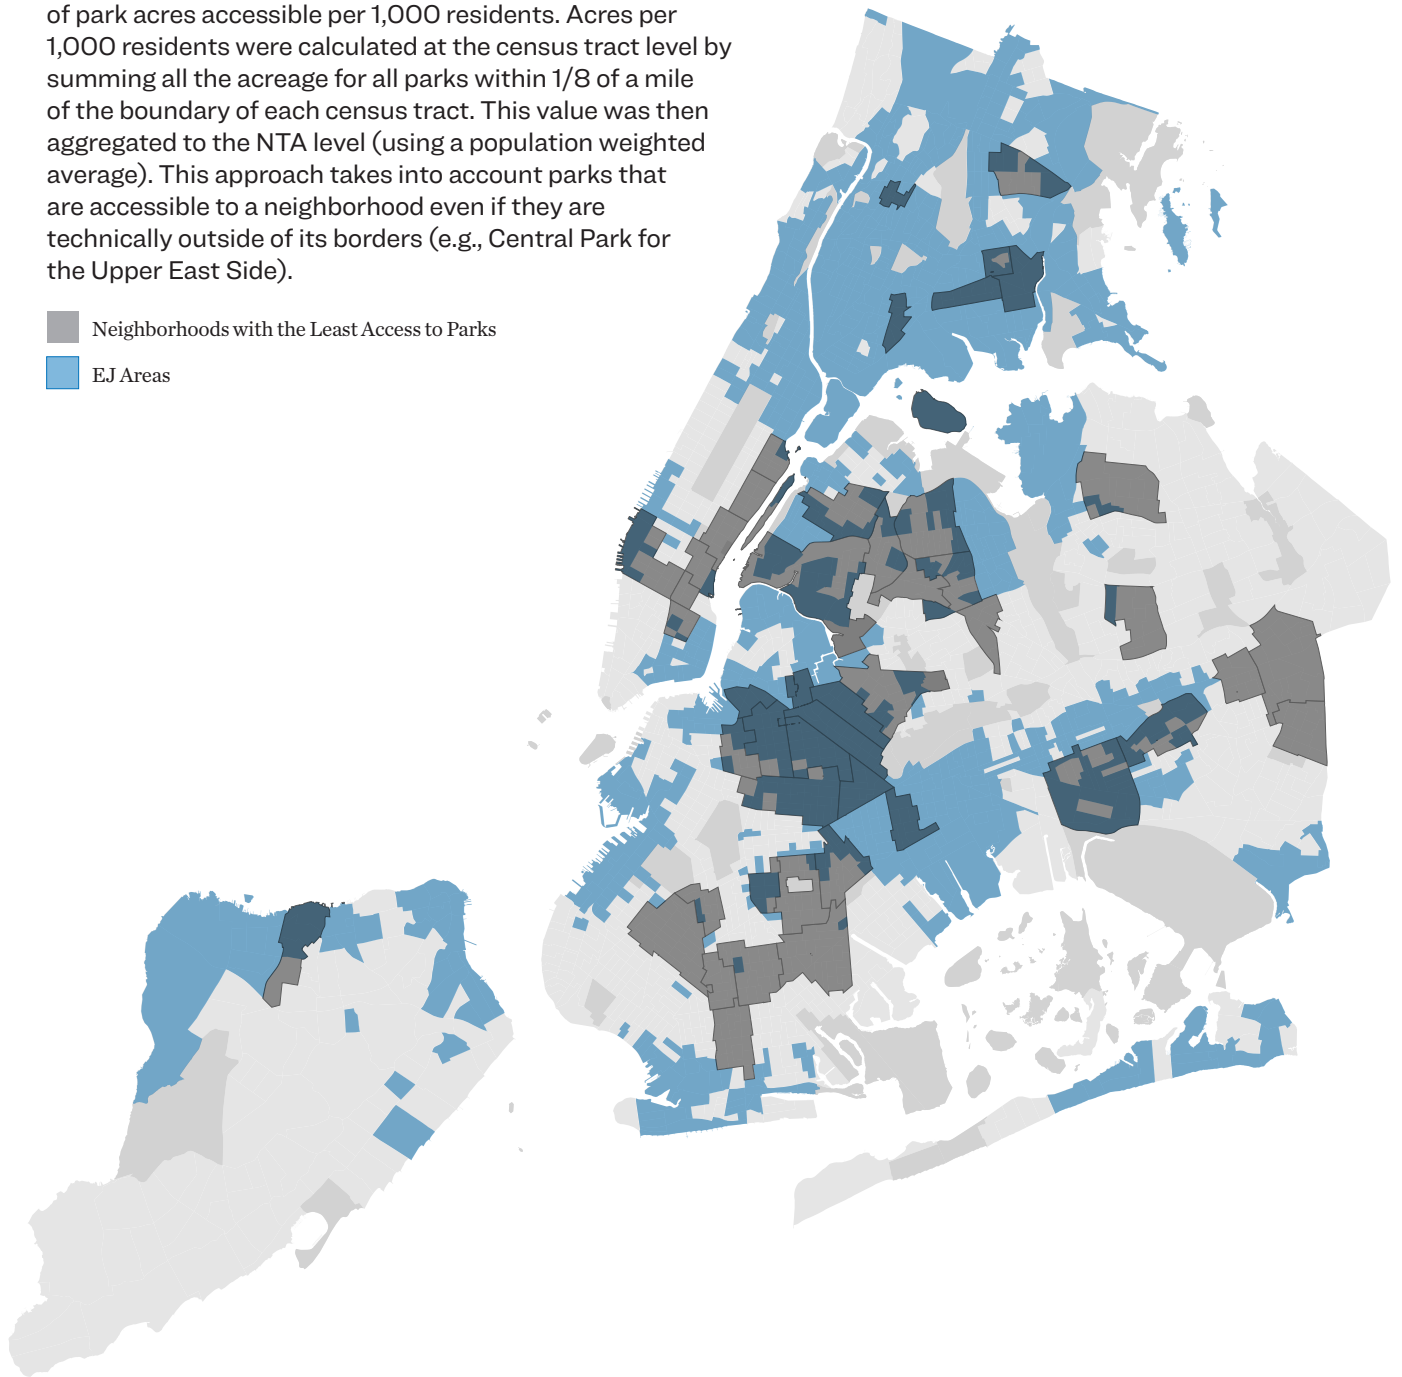 of park acres accessible per 1,000 residents. Acres per
1,000 residents were calculated at the census tract level by
summing all the acreage for all parks within 1/8 of a mile
of the boundary of each census tract. This value was then
aggregated to the NTA level (using a population weighted
average). This approach takes into account parks that
are accessible to a neighborhood even if they are
technically outside of its borders (e.g., Central Park for
the Upper East Side).
Neighborhoods with the Least Access to Parks
EJ Areas